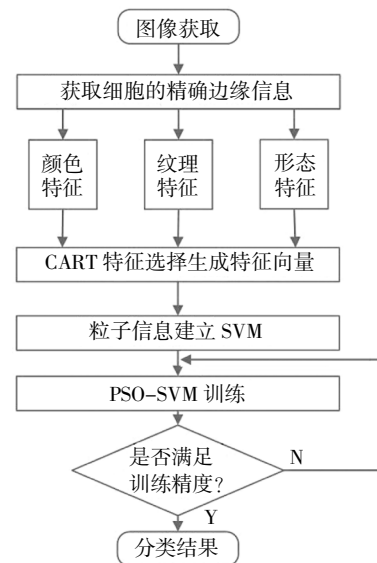 图像获取
获取细胞的精确边缘信息
颜色
特征
纹理
特征
形态
特征
CART 特征选择生成特征向量
粒子信息建立 SVM
PSO-SVM 训练
是否满足
训练精度?
N
Y
分类结果